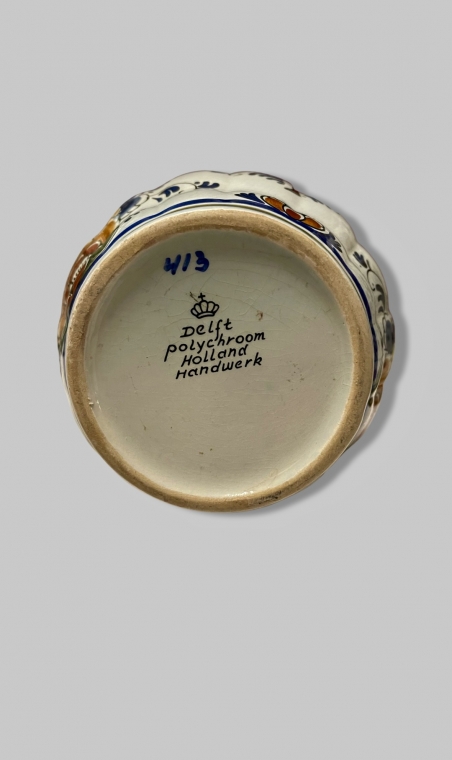 413
Delft
polychroom
Holland
Handwerk